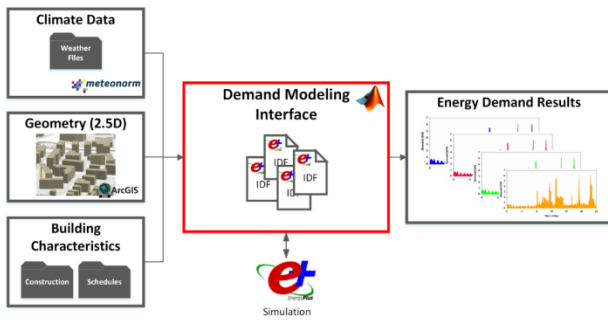 Climate Data
Weather
Files
meteonorm
Geometry (2.5D)
ArcGIS
Building
Characteristics
Construction
Schedules
Demand Modeling
Interface
IDF
IDF
IDF
IDF
EnergyPlus
Simulation
Energy Demand Results